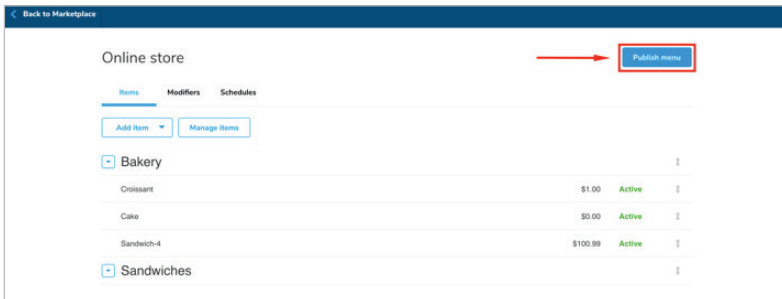 Back to Marketplace
Online store
Publish menu
Items Modifiers Schedules
Add item Manage items
Bakery
Croissant $1.00 Active
Cake $0.00 Active
Sandwich-4 $100.99 Active
Sandwiches